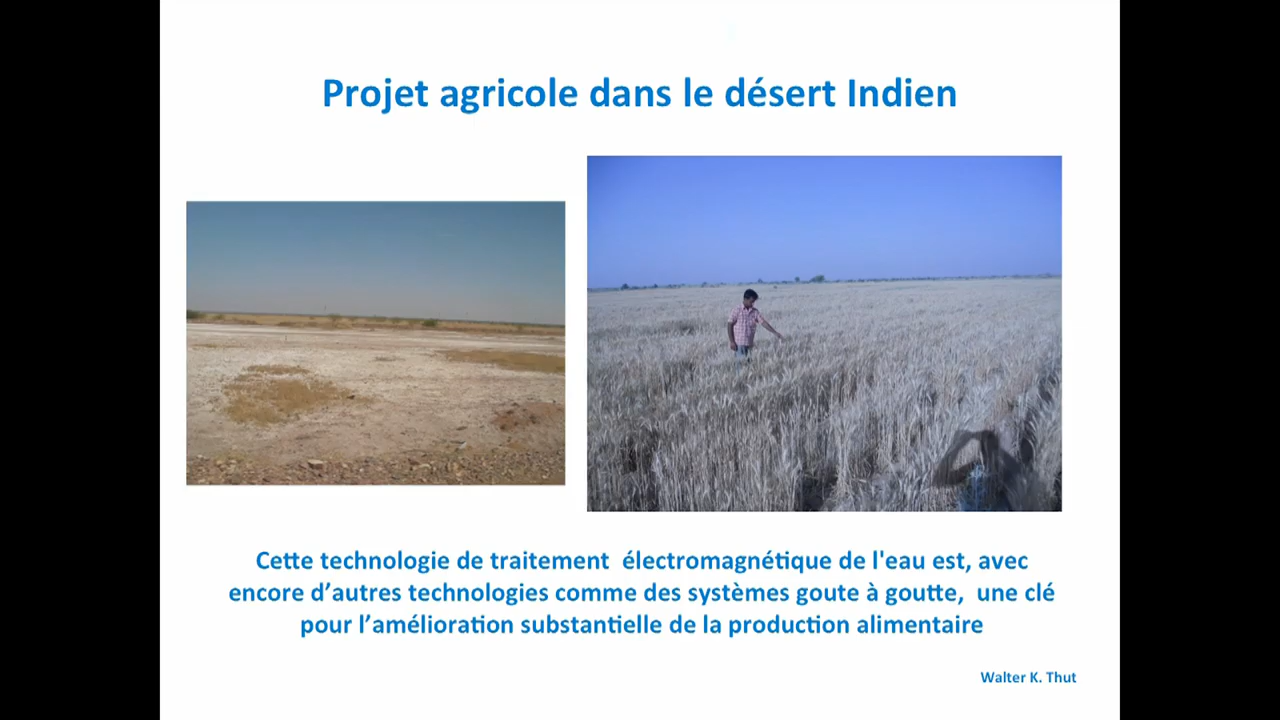 Projet agricole dans le désert Indien
Cette technologie de traitement  électromagnétique de l'eau est, avec
encore d’autres technologies comme des systèmes goute à goutte,  une clé
pour l’amélioration substantielle de la production alimentaire
Walter K. Thut